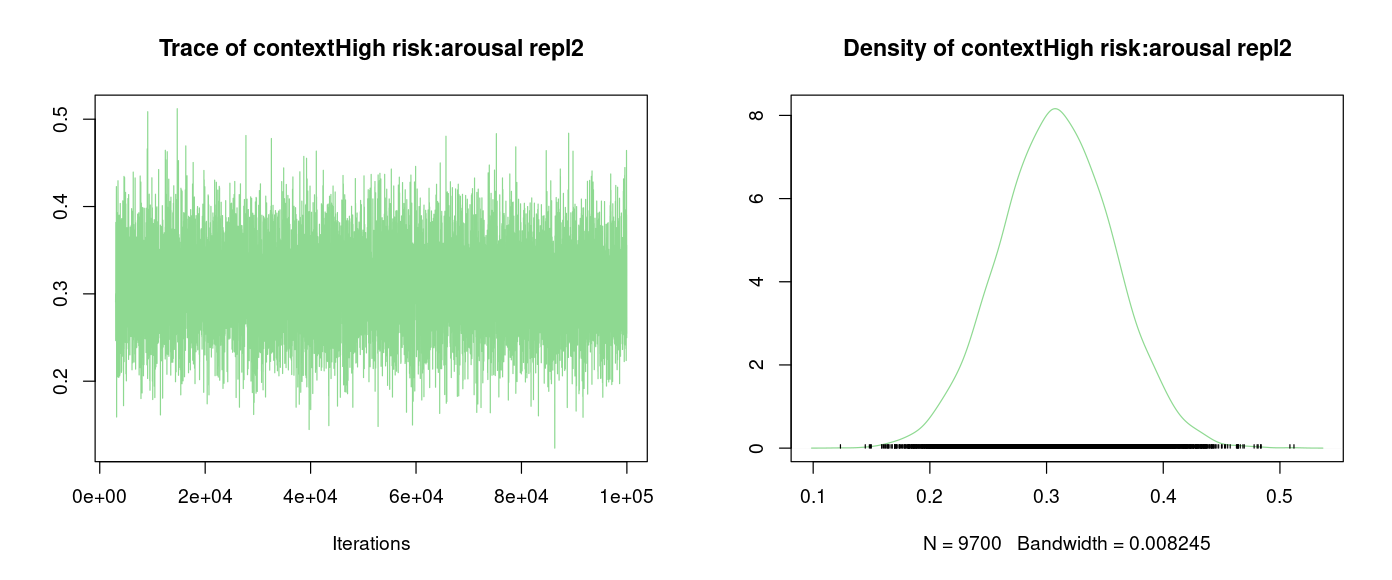 Trace of contextHigh risk:arousal repl2
0.5
0.4
0.3
0.2
0e+00 2e+04 4e+04 6e+04 8e+04 1e+05
Iterations
Density of contextHigh risk:arousal repl2
8
6
4
2
0
0.1 0.2 0.3 0.4 0.5
N = 9700 Bandwidth = 0.008245